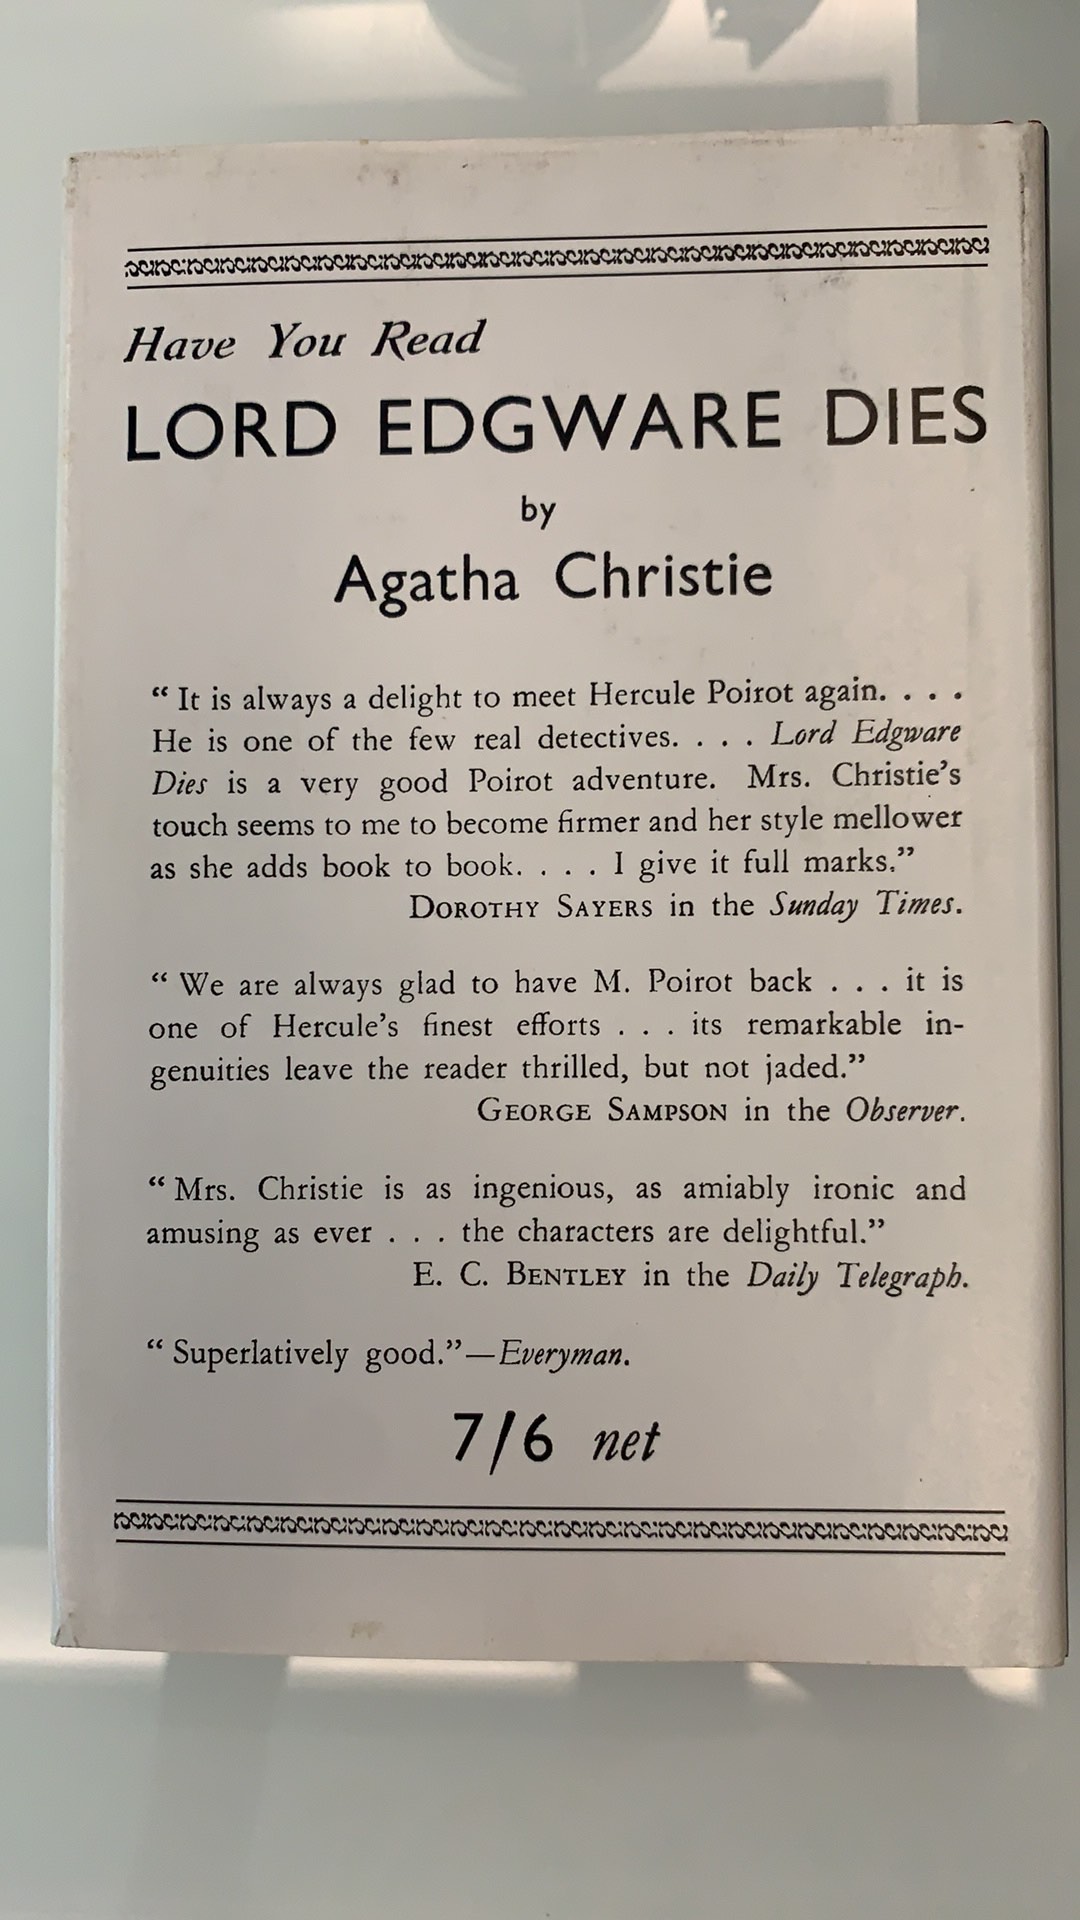 Have You Read
LORD EDGWARE DIES
by
Agatha Christie
“ It is always a delight to meet Hercule Poirot again. . . .
He is one of the few real detectives. . . . Lord Edgware
Dies is a very good Poirot adventure. Mrs. Christie’s
touch seems to me to become firmer and her style mellower
as she adds book to book. . . . I give it full marks.”
DOROTHY SAYERS in the Sunday Times.
“ We are always glad to have M. Poirot back . . . it is
one of Hercule’s finest efforts . . . its remarkable in-
genuities leave the reader thrilled, but not jaded.”
GEORGE SAMPSON in the Observer.
“ Mrs. Christie is as ingenious, as amiably ironic and
amusing as ever . . . the characters are delightful.”
E. C. BENTLEY in the Daily Telegraph.
“ Superlatively good.”—Everyman.
7/6 net